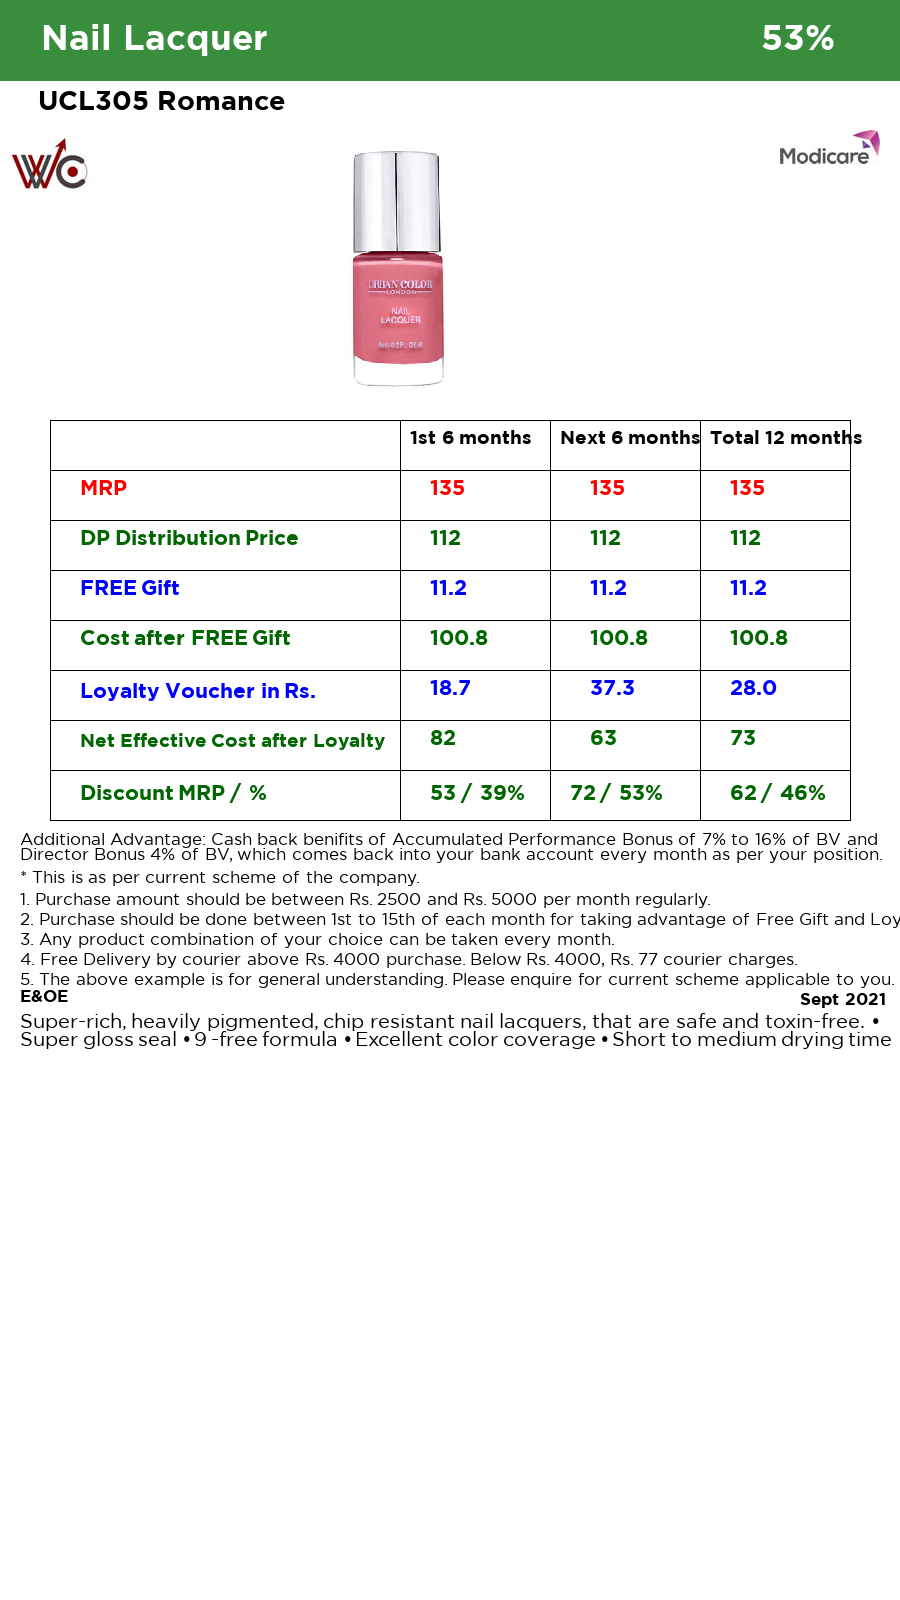 Nail Lacquer 53%
UCL305 Romance
WC
Modicare
URBAN COLOR
LONDON
NAIL
LACQUER
1st 6 months Next 6 months Total 12 months
MRP 135 135 135
DP Distribution Price 112 112 112
FREE Gift 11.2 11.2 11.2
Cost after FREE Gift 100.8 100.8 100.8
Loyalty Voucher in Rs. 18.7 37.3 28.0
Net Effective Cost after Loyalty 82 63 73
Discount MRP / % 53 / 39% 72 / 53% 62 / 46%
Additional Advantage: Cash back benifits of Accumulated Performance Bonus of 7% to 16% of BV and
Director Bonus 4% of BV, which comes back into your bank account every month as per your position.
* This is as per current scheme of the company.
1. Purchase amount should be between Rs. 2500 and Rs. 5000 per month regularly.
2. Purchase should be done between 1st to 15th of each month for taking advantage of Free Gift and Loy
3. Any product combination of your choice can be taken every month.
4. Free Delivery by courier above Rs. 4000 purchase. Below Rs. 4000, Rs. 77 courier charges.
5. The above example is for general understanding. Please enquire for current scheme applicable to you.
E&OE Sept 2021
Super-rich, heavily pigmented, chip resistant nail lacquers, that are safe and toxin-free. •
Super gloss seal • 9 -free formula • Excellent color coverage • Short to medium drying time